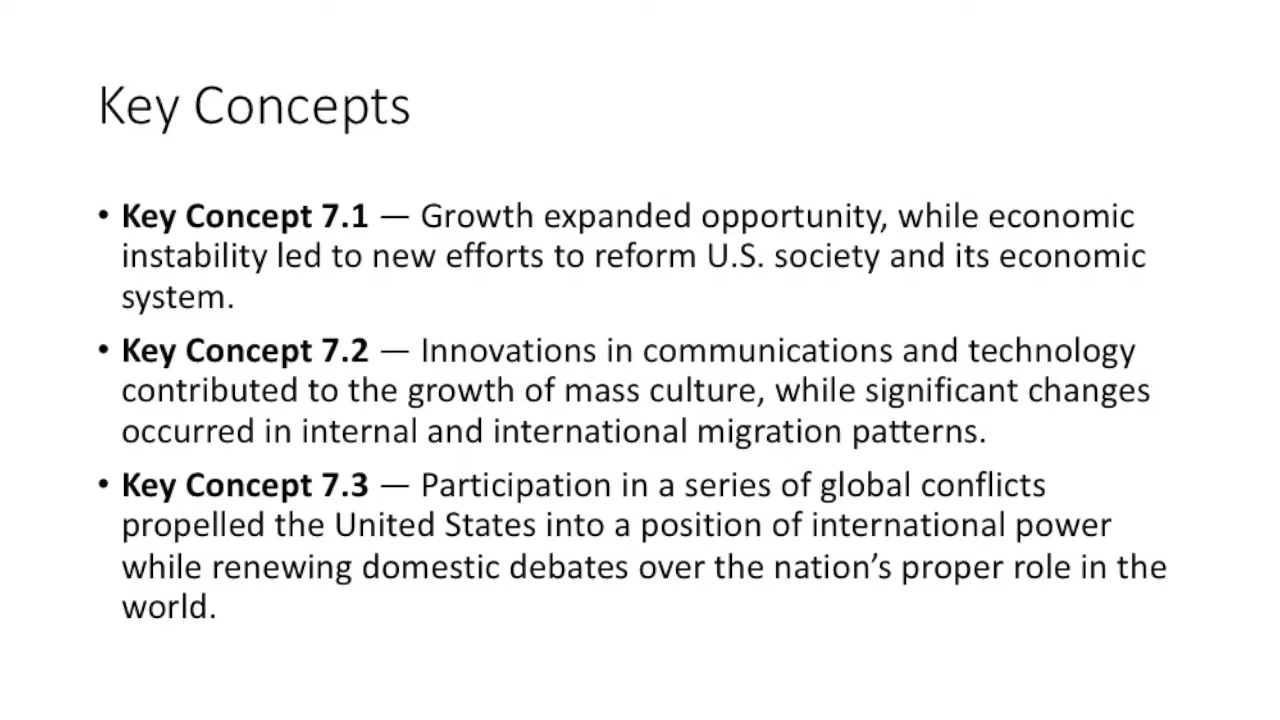 Key Concepts
• Key Concept 7.1 — Growth expanded opportunity, while economic
instability led to new efforts to reform U.S. society and its economic
system.
• Key Concept 7.2 — Innovations in communications and technology
contributed to the growth of mass culture, while significant changes
occurred in internal and international migration patterns.
• Key Concept 7.3 — Participation in a series of global conflicts
propelled the United States into a position of international power
while renewing domestic debates over the nation’s proper role in the
world.